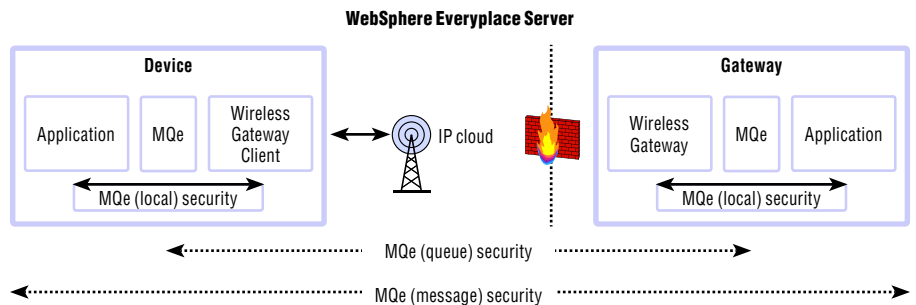 WebSphere Everyplace Server
Device
Application
MQe
Wireless
Gateway
Client
MQe (local) security
IP cloud
Gateway
Wireless
Gateway
MQe
Application
MQe (local) security
MQe (queue) security
MQe (message) security